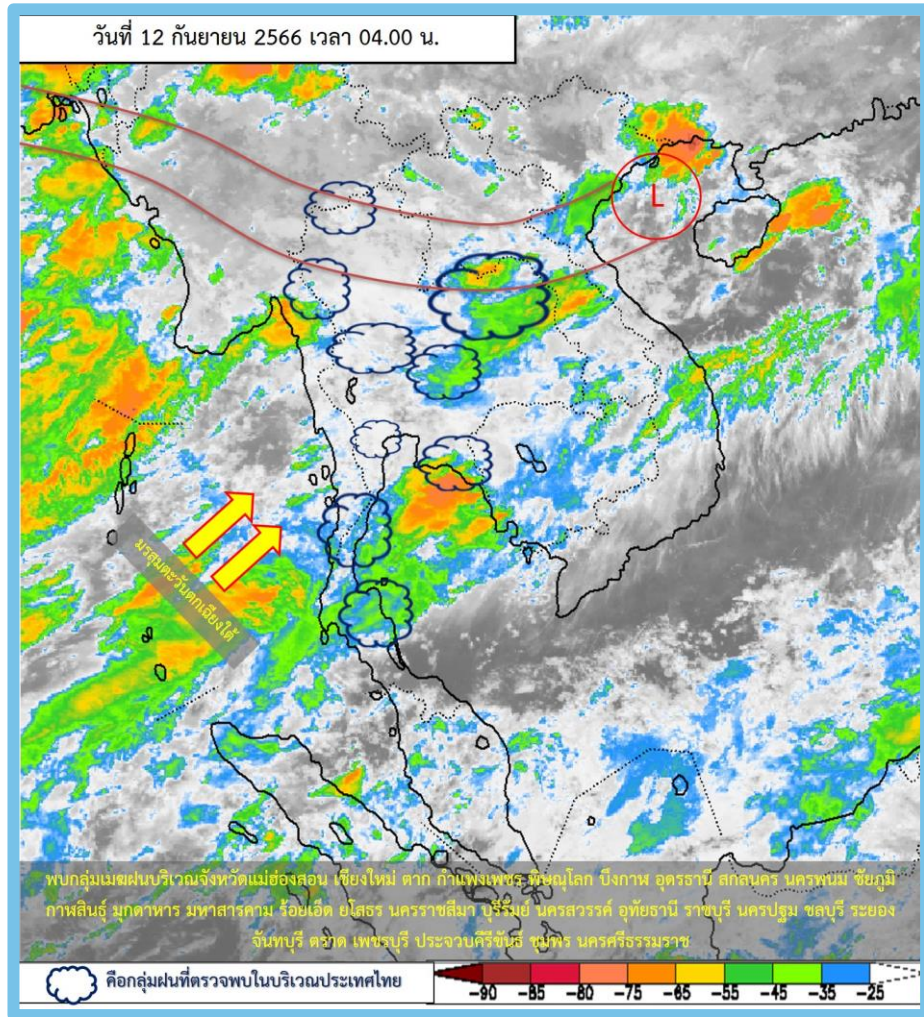 วันที่ 12 กันยายน 2566 เวลา 04.00 น.
L
มรสุมตะวันตกเฉียงใต้
พบกลุ่มเมฆฝนบริเวณจังหวัดแม่ฮ่องสอน เชียงใหม่ ตาก กำแพงเพชร พิษณุโลก บึงกาฬ อุดรธานี สกลนคร นครพนม ชัยภูมิ
กาฬสินธุ์ มุกดาหาร มหาสารคาม ร้อยเอ็ด ยโสธร นครราชสีมา บุรีรัมย์ นครสวรรค์ อุทัยธานี ราชบุรี นครปฐม ชลบุรี ระยอง
จันทบุรี ตราด เพชรบุรี ประจวบคีรีขันธ์ ชุมพร นครศรีธรรมราช
คือกลุ่มฝนที่ตรวจพบในบริเวณประเทศไทย
-90 -85 -80 -75 -65 -55 -45 -35 -25